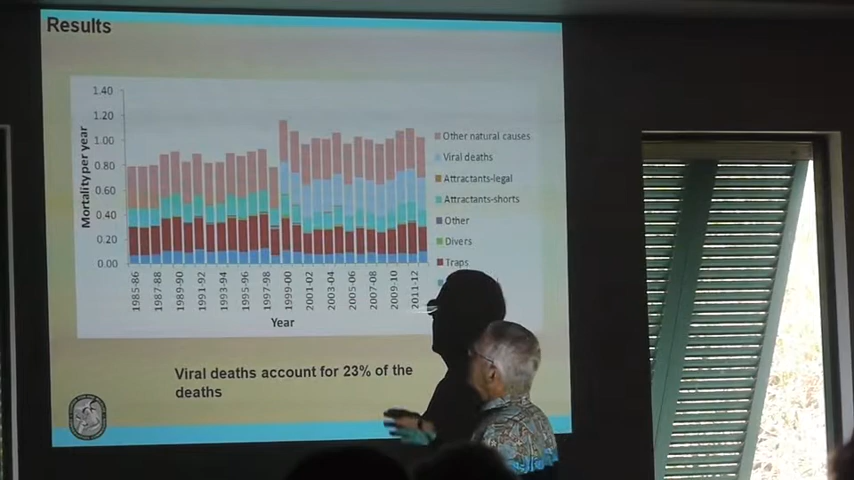 Results
1.40
1.20
1.00
0.80
0.60
0.40
0.20
0.00
Mortality per year
1985-86
1987-88
1989-90
1991-92
1993-94
1995-96
1997-98
1999-00
2001-02
2003-04
2005-06
2007-08
2009-10
2011-12
Year
Other natural causes
Viral deaths
Attractants-legal
Attractants-shorts
Other
Divers
Traps
Viral deaths account for 23% of the
deaths